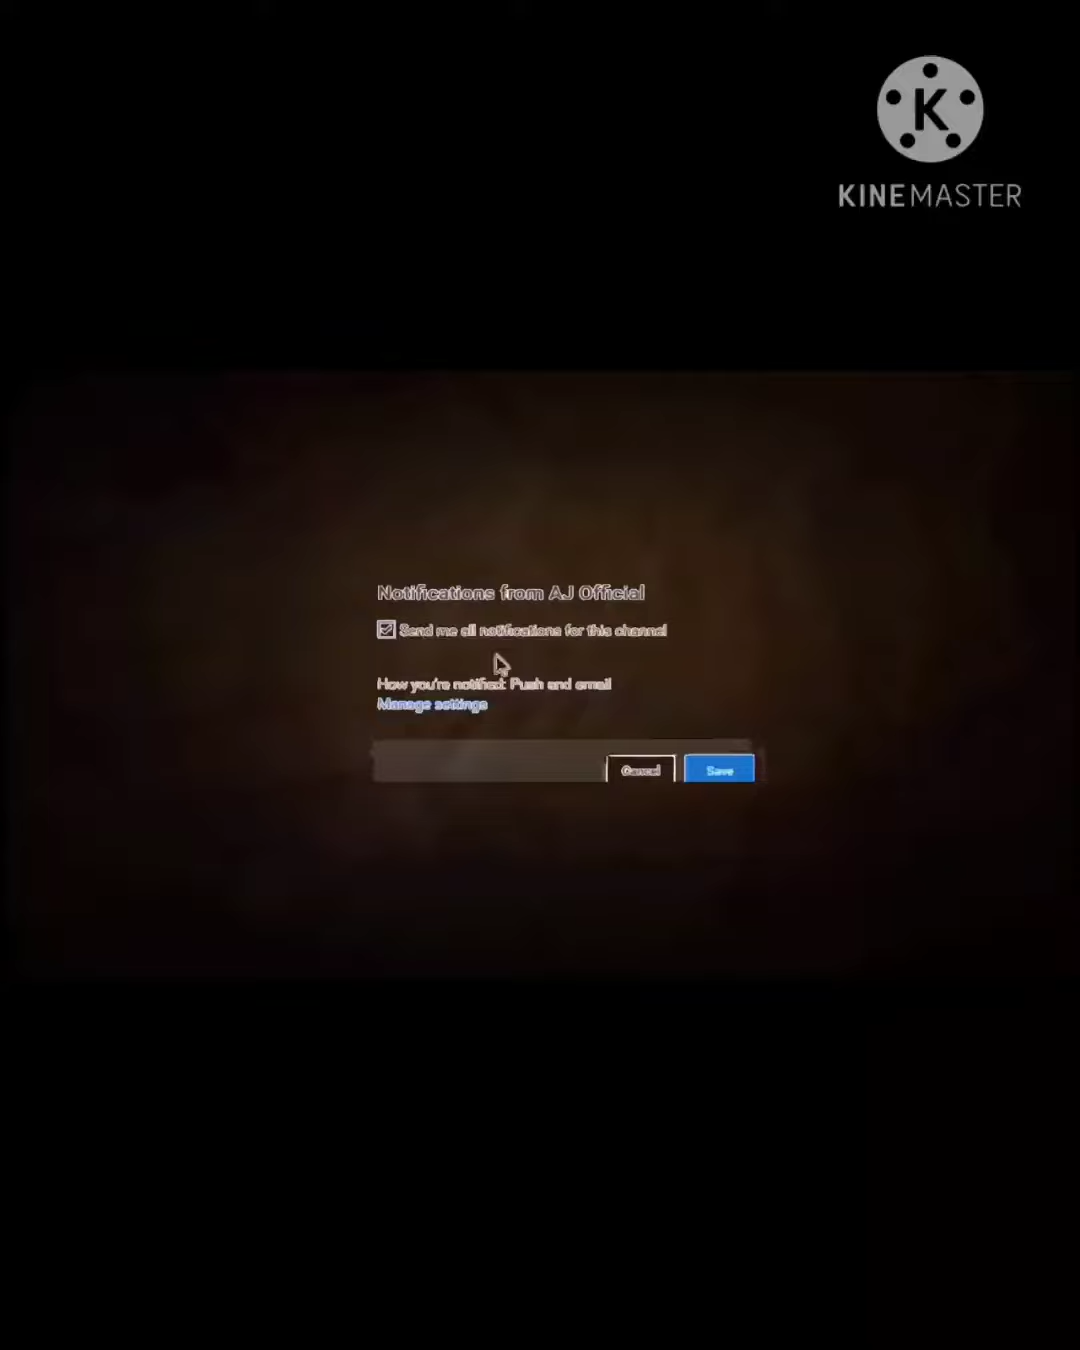 KINEMASTER
Notifications from AJ Official
Send me all notifications for this channel
How you're notified: Push and email
Manage settings
Cancel
Save